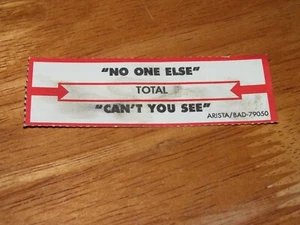 "NO ONE ELSE"
TOTAL
"CAN'T YOU SEE"
ARISTA/BAD-79050